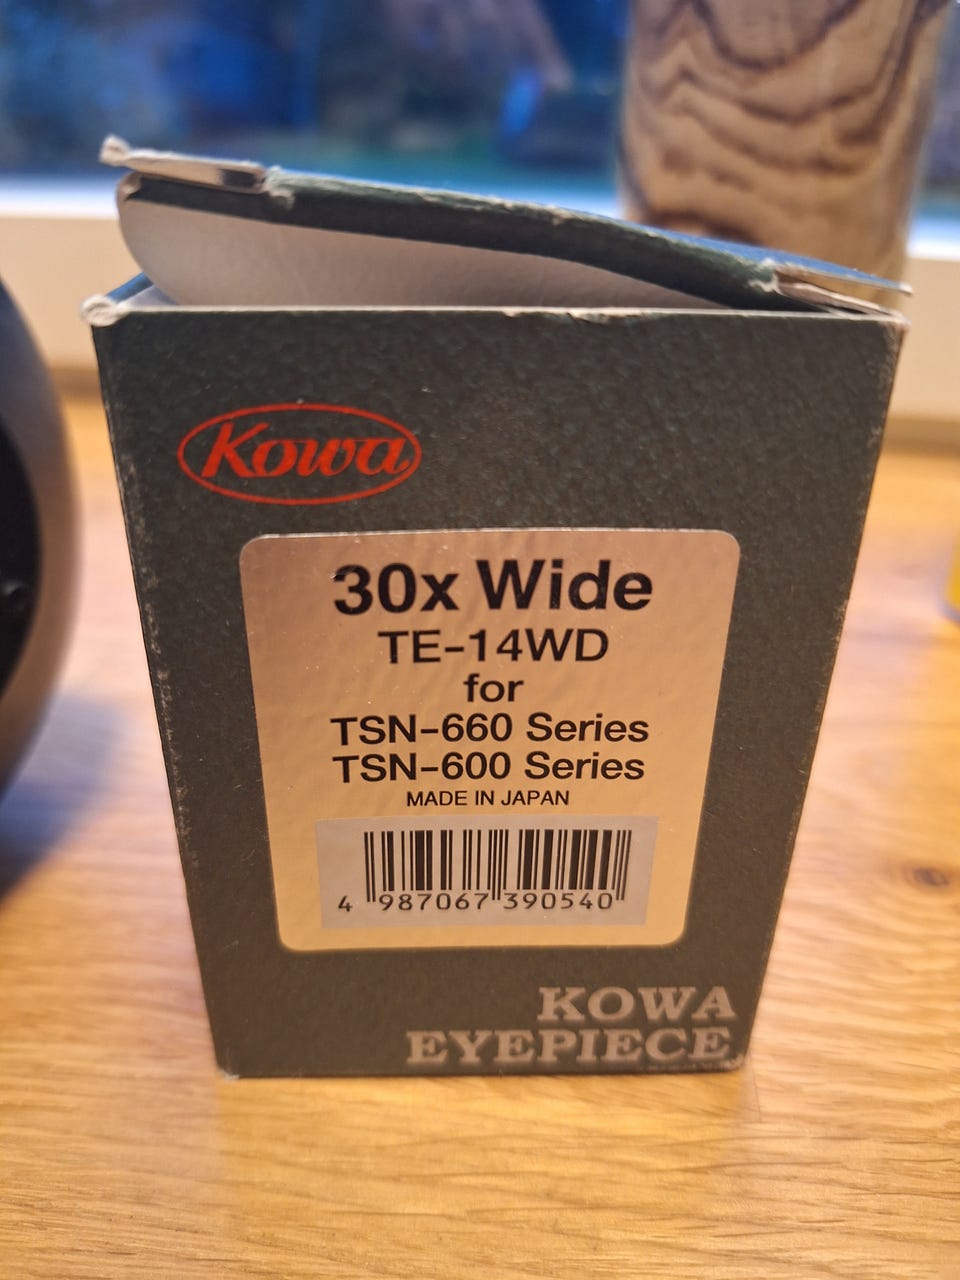 Kowa
30x Wide
TE-14WD
for
TSN-660 Series
TSN-600 Series
MADE IN JAPAN
4 987067 390540
KOWA
EYEPIECE